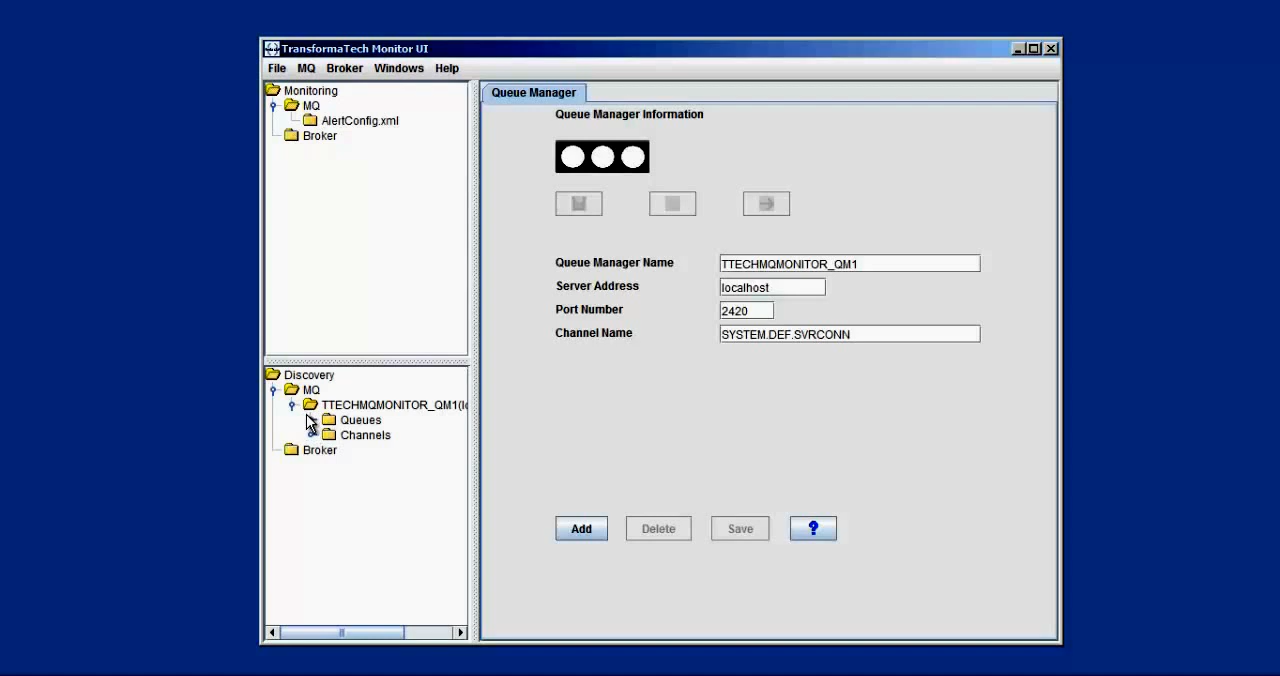 TransformaTech Monitor UI
File MQ Broker Windows Help
Monitoring
MQ
AlertConfig.xml
Broker
Discovery
MQ
TTECHMQMONITOR_QM1(lo
Queues
Channels
Broker
Queue Manager
Queue Manager Information
Queue Manager Name TTECHMQMONITOR_QM1
Server Address localhost
Port Number 2420
Channel Name SYSTEM.DEF.SVRCONN
Add Delete Save ?